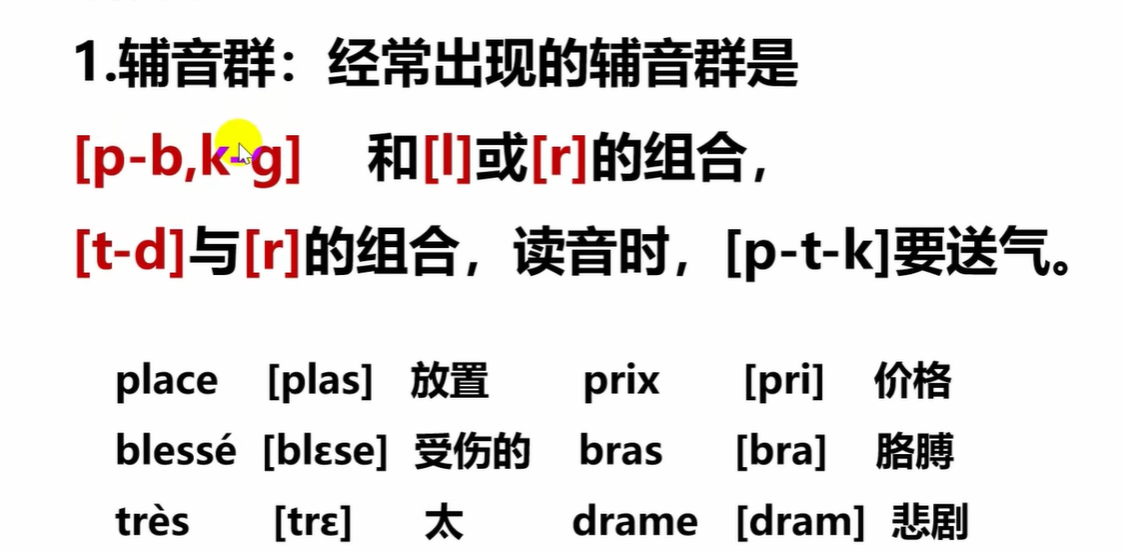 1.辅音群：经常出现的辅音群是
[p-b,k-g] 和[l]或[r]的组合，
[t-d]与[r]的组合，读音时，[p-t-k]要送气。
place [plas] 放置 prix [pri] 价格
blessé [blɛse] 受伤的 bras [bra] 胳膊
très [trɛ] 太 drame [dram] 悲剧